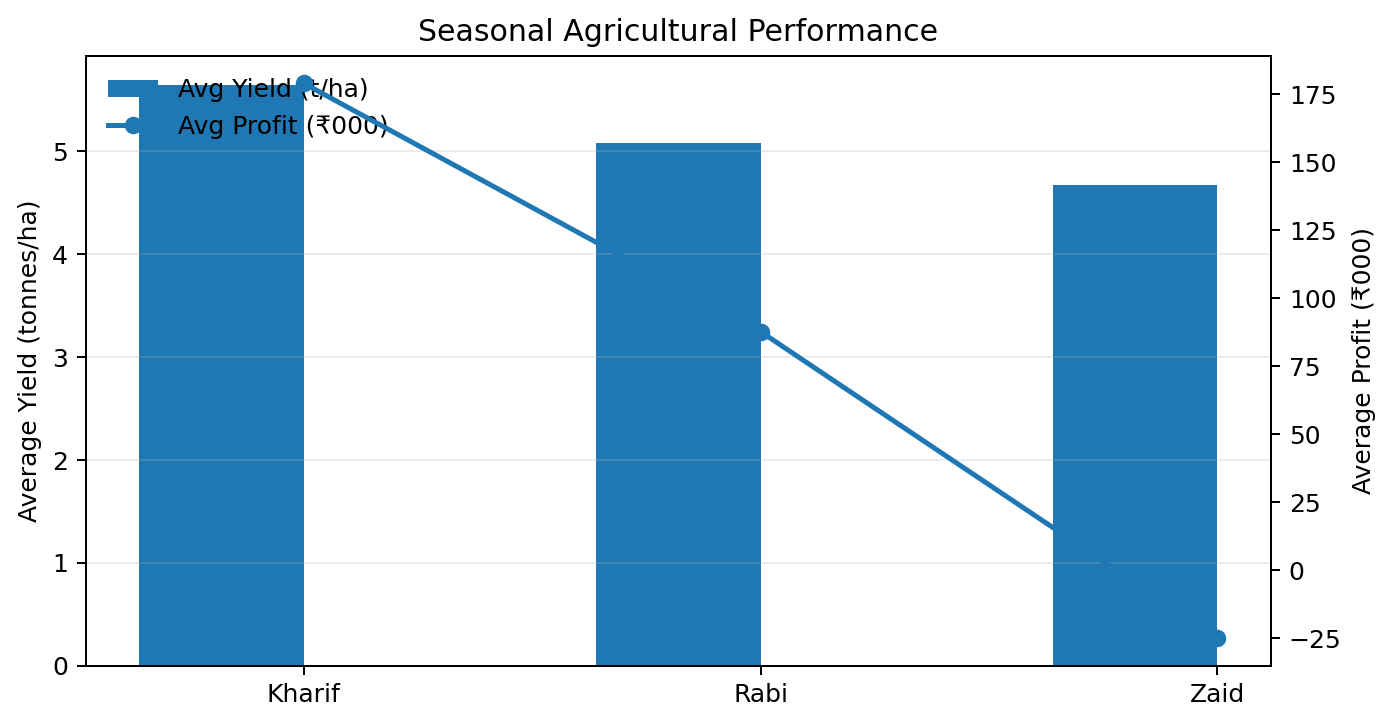 Seasonal Agricultural Performance
Avg Yield (t/ha)
Avg Profit (₹000)
Average Yield (tonnes/ha)
5
4
3
2
1
0
175
150
125
100
75
50
25
0
−25
Average Profit (₹000)
Kharif Rabi Zaid